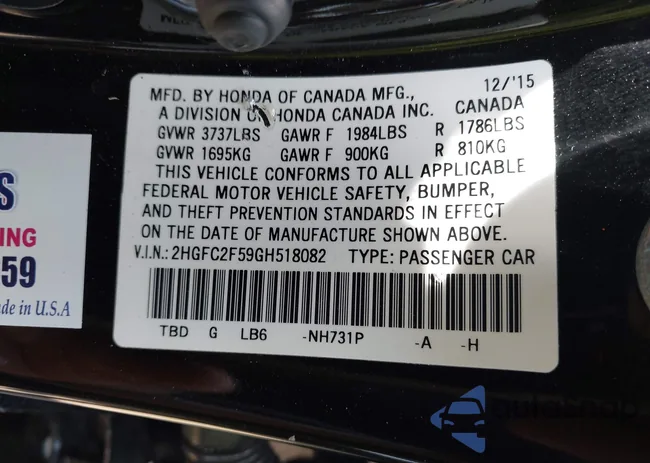 12/'15
MFD. BY HONDA OF CANADA MFG.,
A DIVISION OF HONDA CANADA INC. CANADA
GVWR 3737LBS GAWR F 1984LBS R 1786LBS
GVWR 1695KG GAWR F 900KG R 810KG
THIS VEHICLE CONFORMS TO ALL APPLICABLE
FEDERAL MOTOR VEHICLE SAFETY, BUMPER,
AND THEFT PREVENTION STANDARDS IN EFFECT
ON THE DATE OF MANUFACTURE SHOWN ABOVE.
V.I.N.: 2HGFC2F59GH518082 TYPE: PASSENGER CAR
TBD G LB6 -NH731P -A -H
S
ING
59
de in U.S.A
autosnap